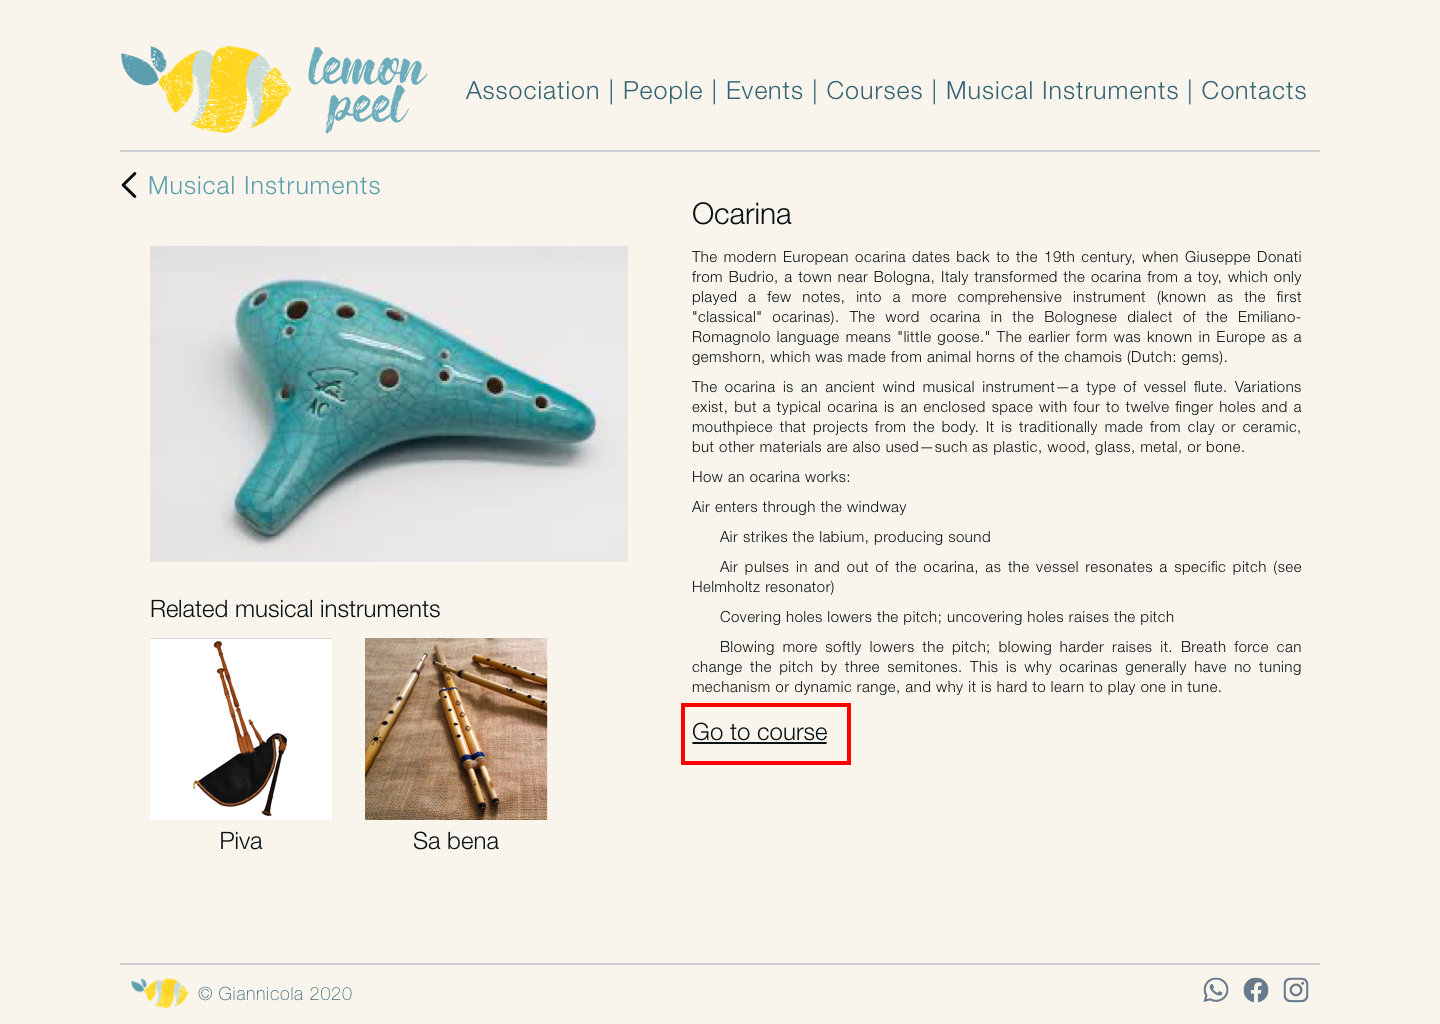 lemon
peel
Association | People | Events | Courses | Musical Instruments | Contacts
Musical Instruments
Ocarina
The modern European ocarina dates back to the 19th century, when Giuseppe Donati
from Budrio, a town near Bologna, Italy transformed the ocarina from a toy, which only
played a few notes, into a more comprehensive instrument (known as the first
"classical" ocarinas). The word ocarina in the Bolognese dialect of the Emiliano-
Romagnolo language means "little goose." The earlier form was known in Europe as a
gemshorn, which was made from animal horns of the chamois (Dutch: gems).
The ocarina is an ancient wind musical instrument—a type of vessel flute. Variations
exist, but a typical ocarina is an enclosed space with four to twelve finger holes and a
mouthpiece that projects from the body. It is traditionally made from clay or ceramic,
but other materials are also used—such as plastic, wood, glass, metal, or bone.
How an ocarina works:
Air enters through the windway
Air strikes the labium, producing sound
Air pulses in and out of the ocarina, as the vessel resonates a specific pitch (see
Helmholtz resonator)
Covering holes lowers the pitch; uncovering holes raises the pitch
Blowing more softly lowers the pitch; blowing harder raises it. Breath force can
change the pitch by three semitones. This is why ocarinas generally have no tuning
mechanism or dynamic range, and why it is hard to learn to play one in tune.
Go to course
Related musical instruments
Piva
Sa bena
© Giannicola 2020